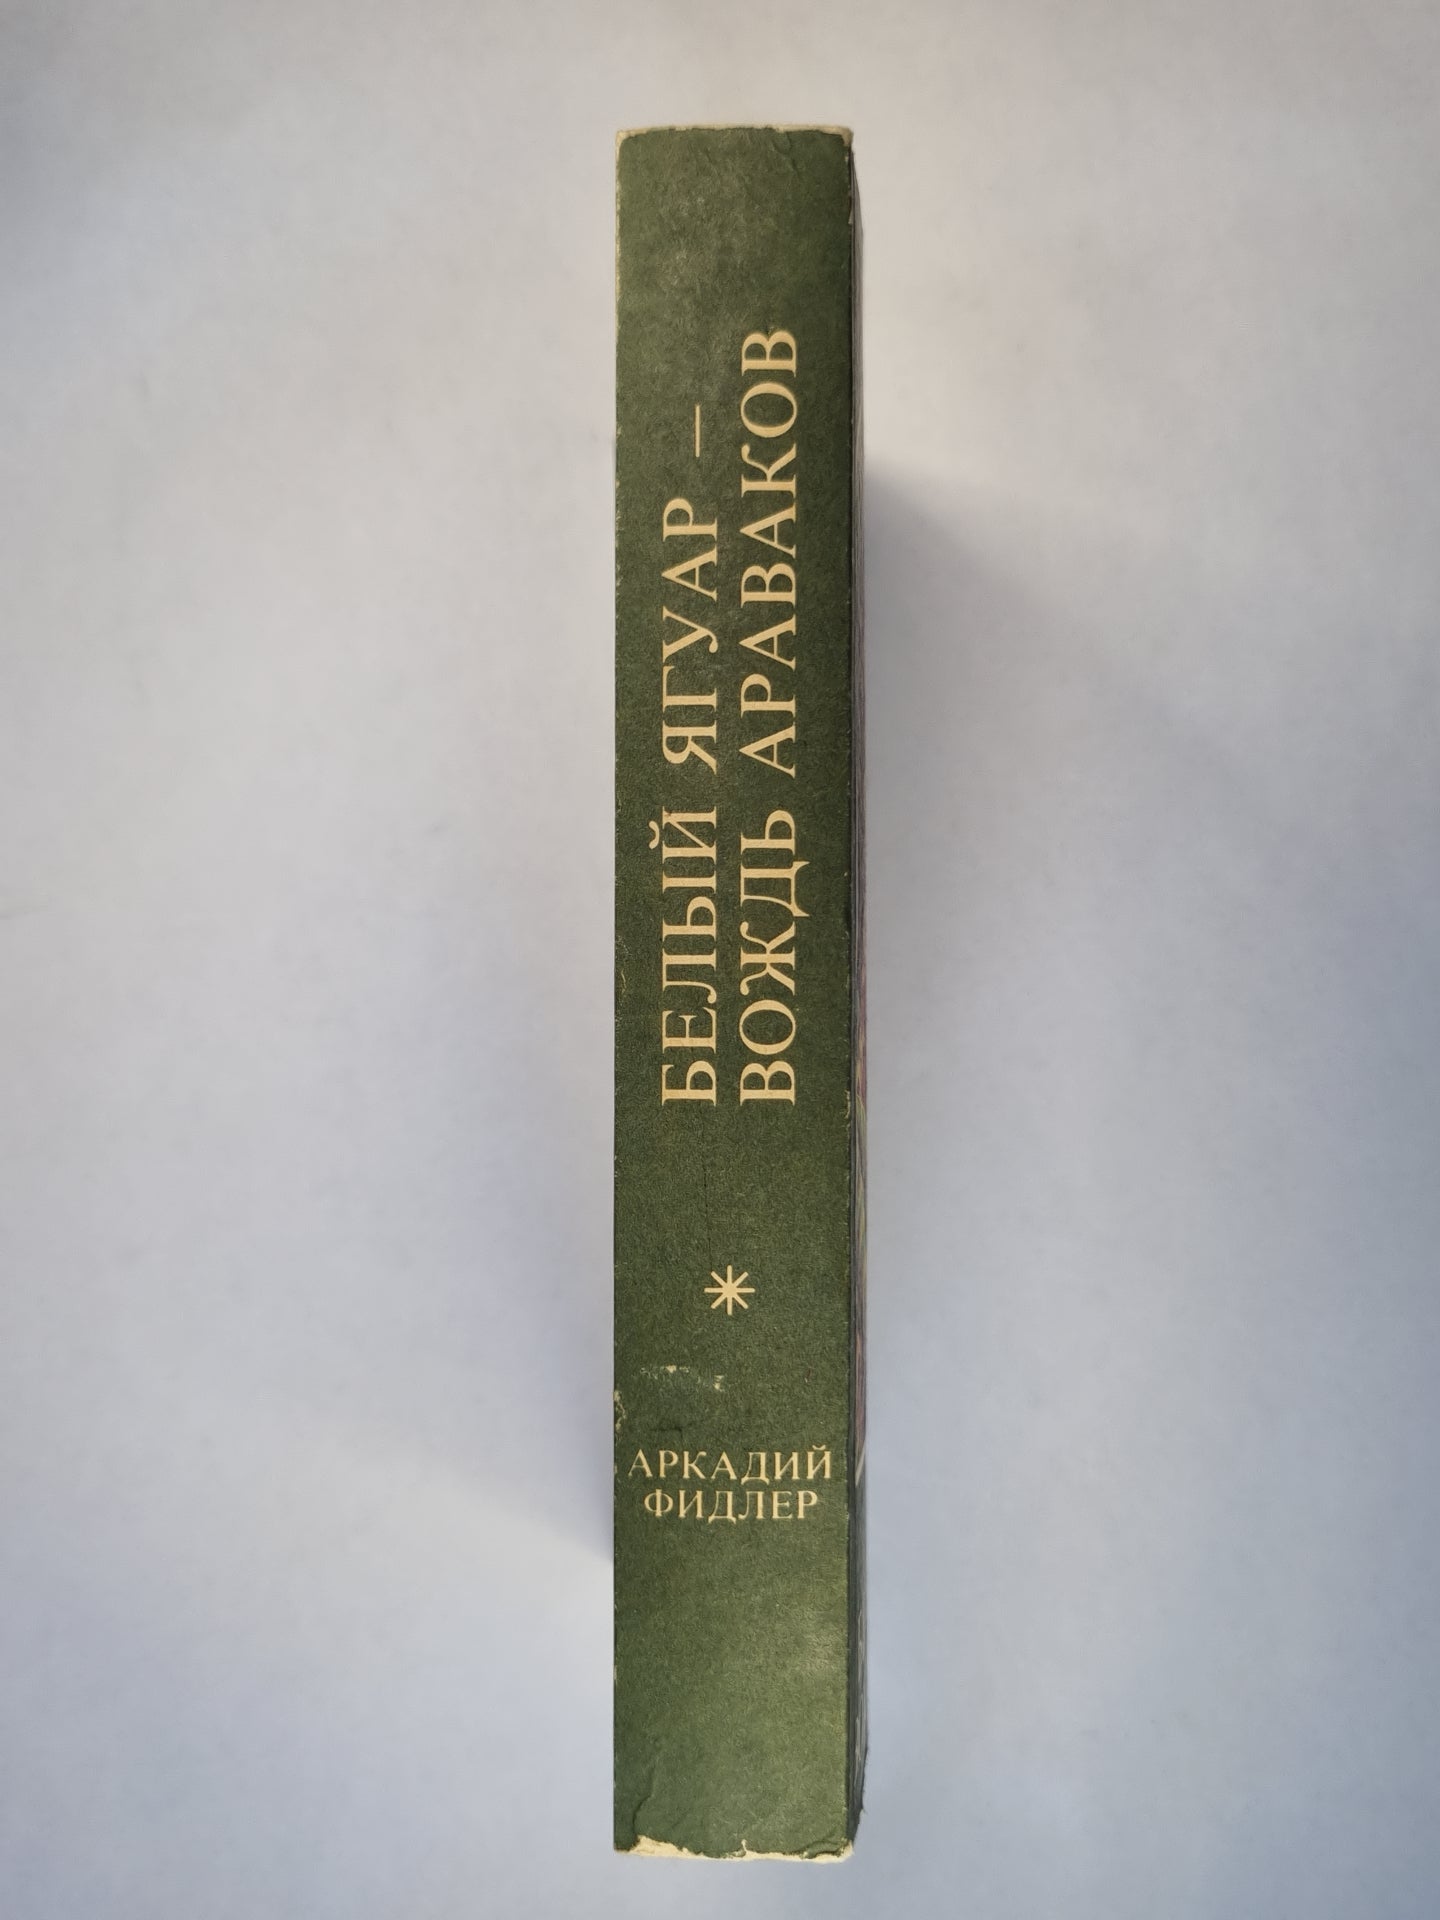 БЕЛЫЙ ЯГУАР –
ВОЖДЬ АРАВАКОВ
АРКАДИЙ
ФИДЛЕР